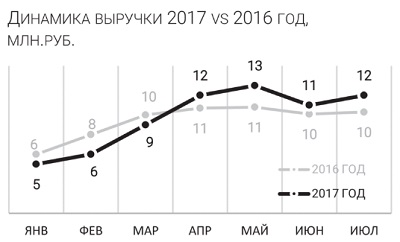 Динамика выручки 2017 vs 2016 год,
млн.руб.
6
8
10
11
11
10
10
5
6
9
12
13
11
12
2016 ГОД
2017 ГОД
ЯНВ ФЕВ МАР АПР МАЙ ИЮН ИЮЛ